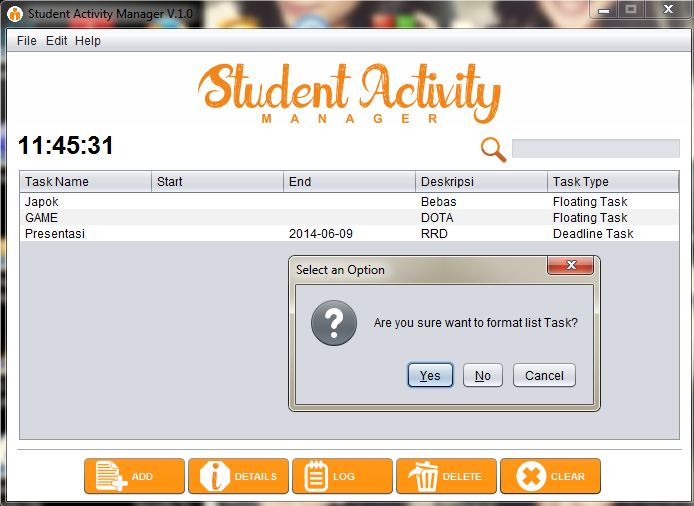 Student Activity Manager V.1.0
File Edit Help
Student Activity
MANAGER
11:45:31
Task Name Start End Deskripsi Task Type
Japok Bebas Floating Task
GAME DOTA Floating Task
Presentasi 2014-06-09 RRD Deadline Task
Select an Option
Are you sure want to format list Task?
Yes No Cancel
ADD DETAILS LOG DELETE CLEAR